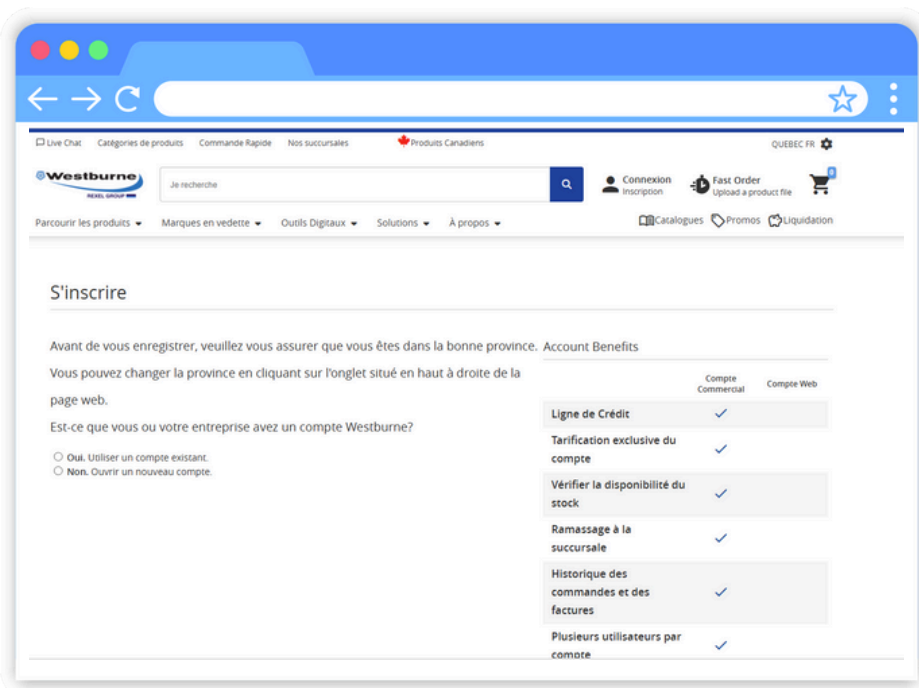 Live Chat Catégories de produits Commande Rapide Nos succursales Produits Canadiens QUEBEC FR
Westburne
REXEL GROUP
Je recherche
Connexion
Inscription
Fast Order
Upload a product file
0
Parcourir les produits Marques en vedette Outils Digitaux Solutions À propos Catalogues Promos Liquidation
S'inscrire
Avant de vous enregistrer, veuillez vous assurer que vous êtes dans la bonne province.
Vous pouvez changer la province en cliquant sur l'onglet situé en haut à droite de la
page web.
Est-ce que vous ou votre entreprise avez un compte Westburne?
Oui. Utiliser un compte existant.
Non. Ouvrir un nouveau compte.
Account Benefits
Compte
Commercial
Compte Web
Ligne de Crédit
Tarification exclusive du
compte
Vérifier la disponibilité du
stock
Ramassage à la
succursale
Historique des
commandes et des
factures
Plusieurs utilisateurs par
compte